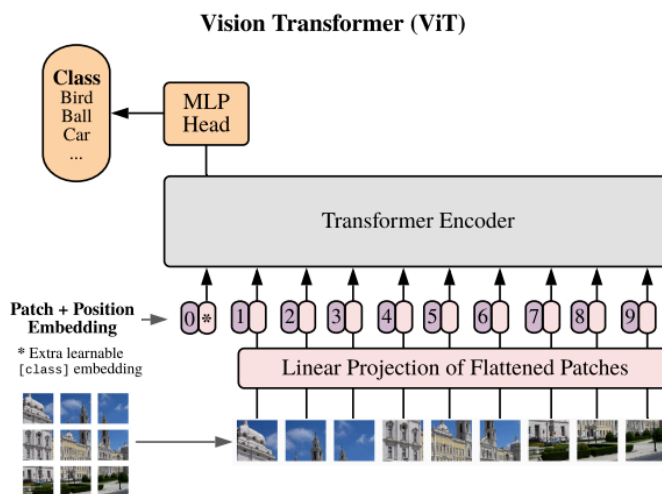 Vision Transformer (ViT)
Class
Bird
Ball
Car
...
MLP
Head
Transformer Encoder
Patch + Position
Embedding
0 * 1 2 3 4 5 6 7 8 9
* Extra learnable
[class] embedding
Linear Projection of Flattened Patches